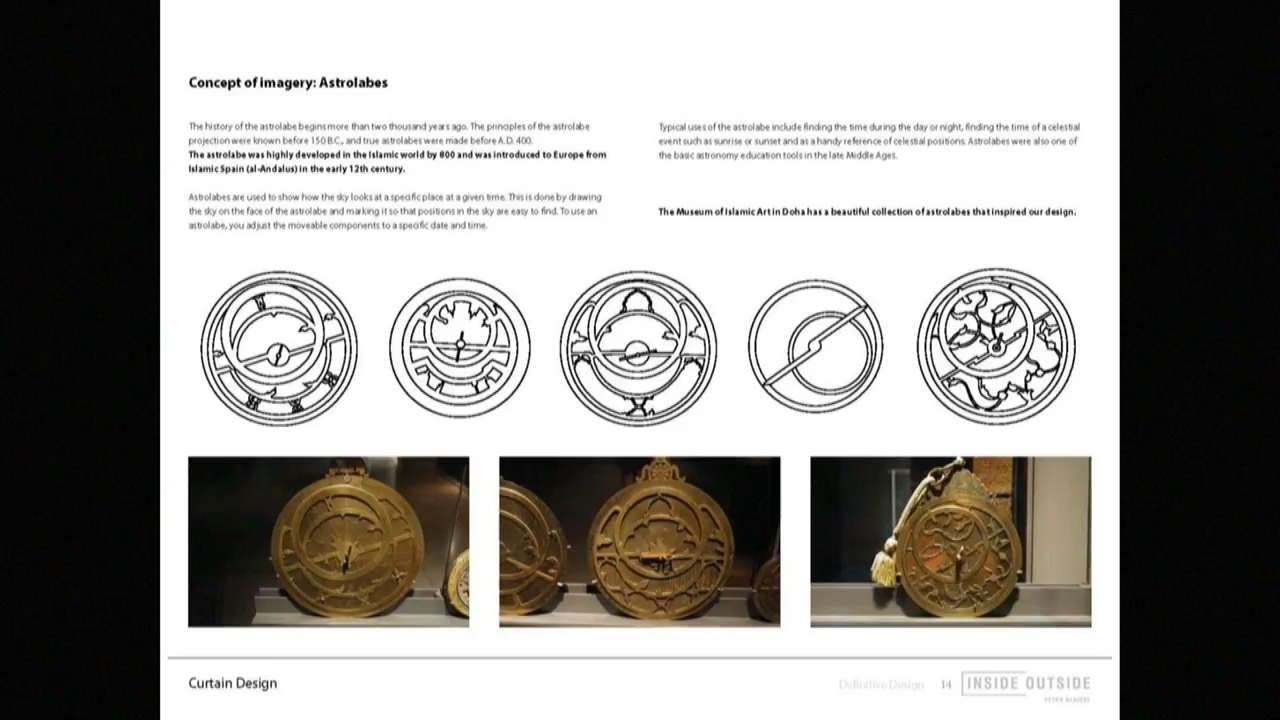 Concept of imagery: Astrolabes
The history of the astrolabe begins more than two thousand years ago. The principles of the astrolabe
projection were known before 150 B.C., and true astrolabes were made before A.D. 400.
The astrolabe was highly developed in the Islamic world by 800 and was introduced to Europe from
Islamic Spain (al-Andalus) in the early 12th century.
Astrolabes are used to show how the sky looks at a specific place at a given time. This is done by drawing
the sky on the face of the astrolabe and marking it so that positions in the sky are easy to find. To use an
astrolabe, you adjust the moveable components to a specific date and time.
Typical uses of the astrolabe include finding the time during the day or night, finding the time of a celestial
event such as sunrise or sunset and as a handy reference of celestial positions. Astrolabes were also one of
the basic astronomy education tools in the late Middle Ages.
The Museum of Islamic Art in Doha has a beautiful collection of astrolabes that inspired our design.
Curtain Design
Definitive Design 14 INSIDE OUTSIDE
PETRA BLAISSE